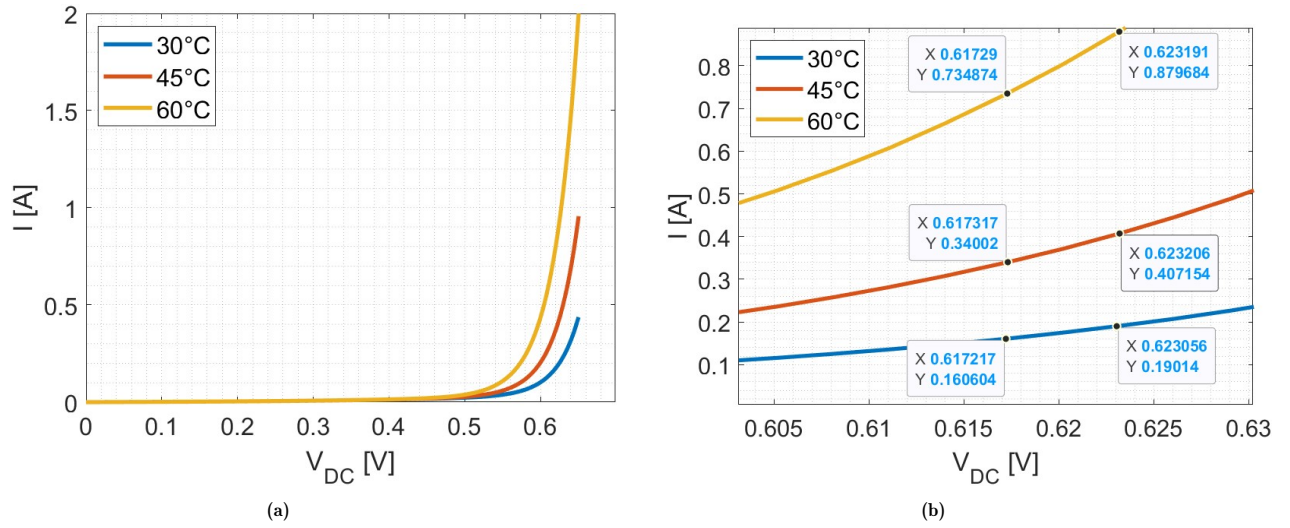 2
1.5
1
0.5
0
I [A]
30°C
45°C
60°C
0 0.1 0.2 0.3 0.4 0.5 0.6
V_DC [V]
(a)
0.8
0.7
0.6
0.5
0.4
0.3
0.2
0.1
I [A]
30°C
45°C
60°C
X 0.61729
Y 0.734874
X 0.623191
Y 0.879684
X 0.617317
Y 0.34002
X 0.623206
Y 0.407154
X 0.617217
Y 0.160604
X 0.623056
Y 0.19014
0.605 0.61 0.615 0.62 0.625 0.63
V_DC [V]
(b)